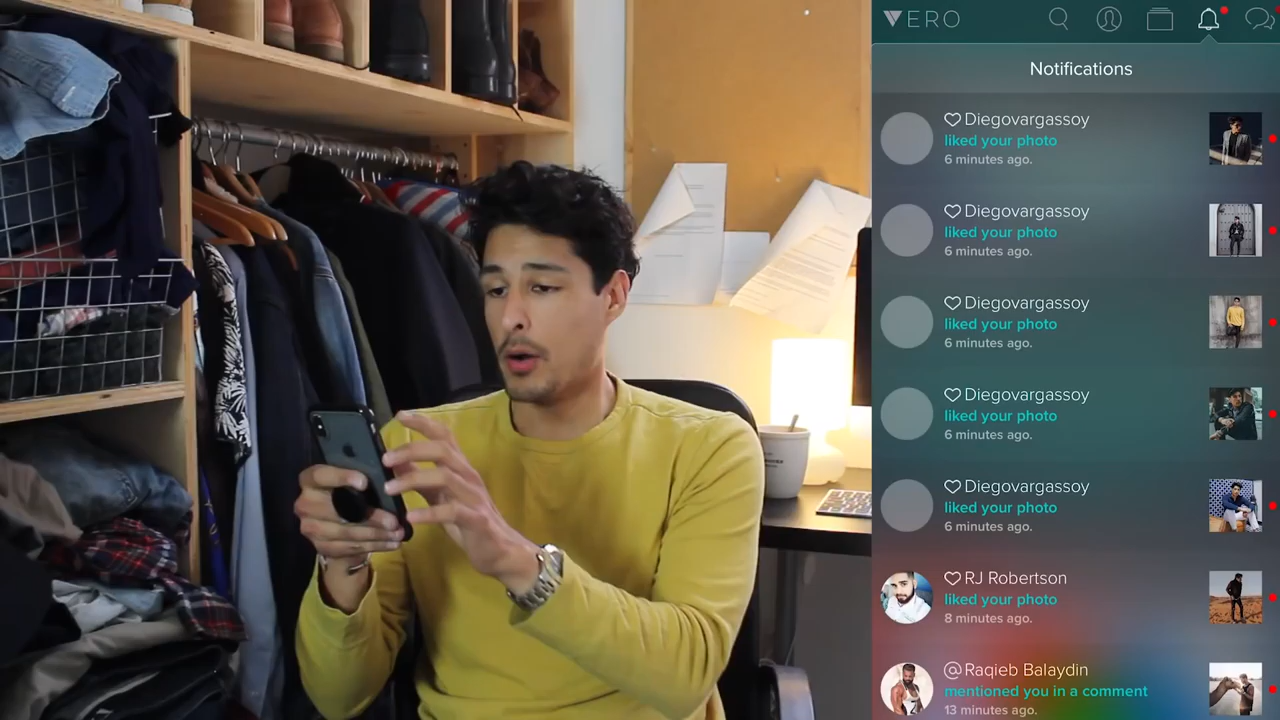 VERO
Notifications
Diegovargassoy
liked your photo
6 minutes ago.
Diegovargassoy
liked your photo
6 minutes ago.
Diegovargassoy
liked your photo
6 minutes ago.
Diegovargassoy
liked your photo
6 minutes ago.
Diegovargassoy
liked your photo
6 minutes ago.
RJ Robertson
liked your photo
8 minutes ago.
@Raqieb Balaydin
mentioned you in a comment
13 minutes ago.